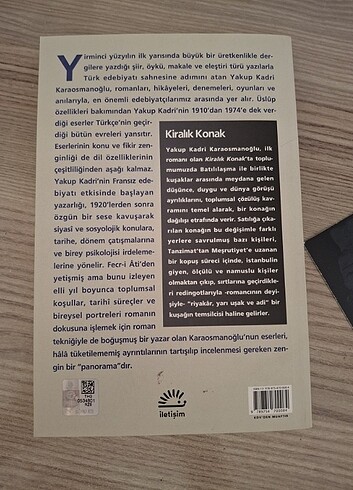 Yirminci yüzyılın ilk yarısında büyük bir üretkenlikle der-
gilere yazdığı şiir, öykü, makale ve eleştiri türü yazılarla
Türk edebiyatı sahnesine adımını atan Yakup Kadri
Karaosmanoğlu, romanları, hikâyeleri, denemeleri, oyunları ve
anılarıyla, en önemli edebiyatçılarımız arasında yer alır. Üslûp
özellikleri bakımından Yakup Kadri'nin 1910'dan 1974'e dek ver-
diği eserler Türkçe'nin geçir-
diği bütün evreleri yansıtır.
Eserlerinin konu ve fikir zen-
ginliği de dil özelliklerinin
çeşitliliğinden aşağı kalmaz.
Yakup Kadri'nin Fransız ede-
biyatı etkisinde başlayan
yazarlığı, 1920'lerden sonra
özgün bir sese kavuşarak
siyasî ve sosyolojik konulara,
tarihe, dönem çatışmalarına
ve birey psikolojisi irdeleme-
lerine yönelir. Fecr-i Âti'den
yetişmiş ama bunu izleyen
elli yıl boyunca toplumsal
koşullar, tarihî süreçler ve
bireysel portreleri romanın
dokusuna işlemek için roman
tekniğiyle de boğuşmuş bir yazar olan Karaosmanoğlu'nun eserleri,
hâlâ tüketilememiş ayrıntılarının tartışılıp incelenmesi gereken zen-
gin bir "panorama"dır.
Kiralık Konak
Yakup Kadri Karaosmanoğlu, ilk
romanı olan Kiralık Konak'ta toplu-
mumuzda Batılılaşma ile birlikte
kuşaklar arasında meydana gelen
düşünce, duygu ve dünya görüşü
ayrılıklarını, toplumsal çözülüş kav-
ramını temel alarak, bir konağın
dağılışı etrafında verir. Satılığa çıka-
rılan konağın bu değişimle farklı
yerlere savrulmuş bazı kişileri,
Tanzimat'tan Meşrutiyet'e uzanan
bir kopuş süreci içinde, istanbulin
giyen, ölçülü ve namuslu kişiler
olmaktan çıkıp, sırtlarına geçirdik-
leri redingotlarıyla -romancının deyi-
şiyle- "riyakâr, yarı uşak ve adi" bir
kuşağın temsilcisi haline gelirler.
iletişim